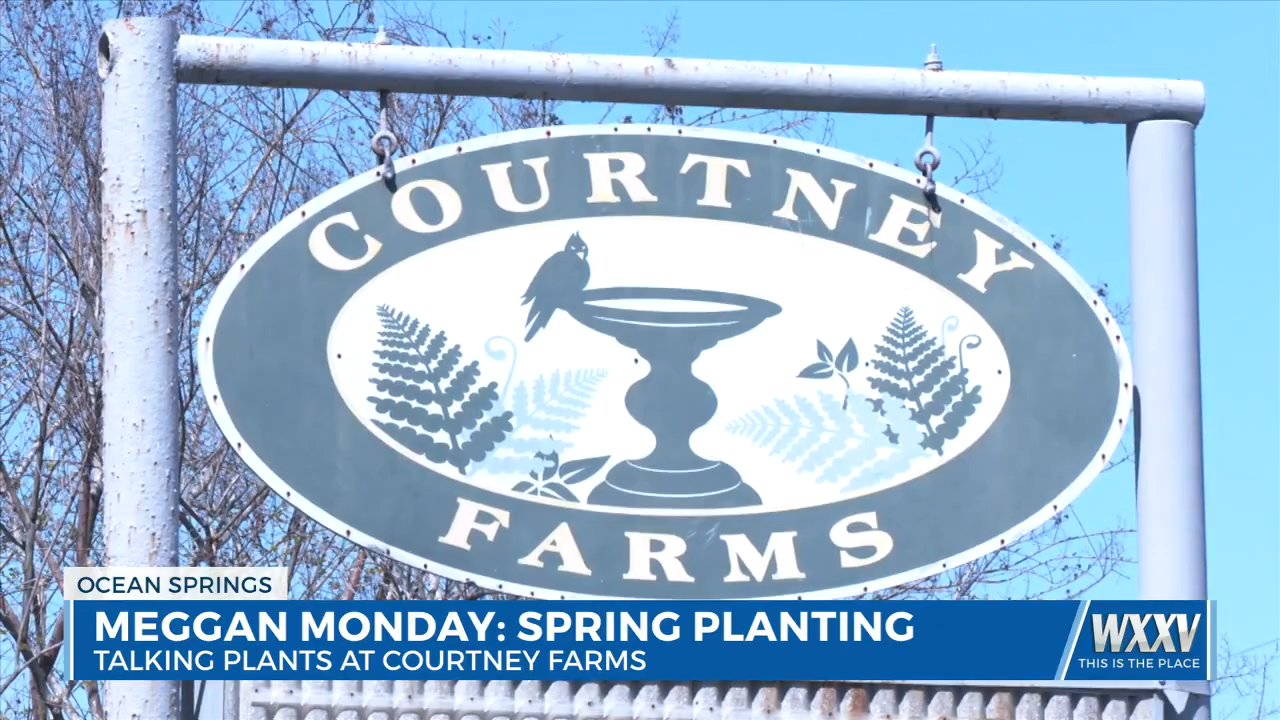 COURTNEY
FARMS
OCEAN SPRINGS
MEGGAN MONDAY: SPRING PLANTING
TALKING PLANTS AT COURTNEY FARMS
WXXV
THIS IS THE PLACE